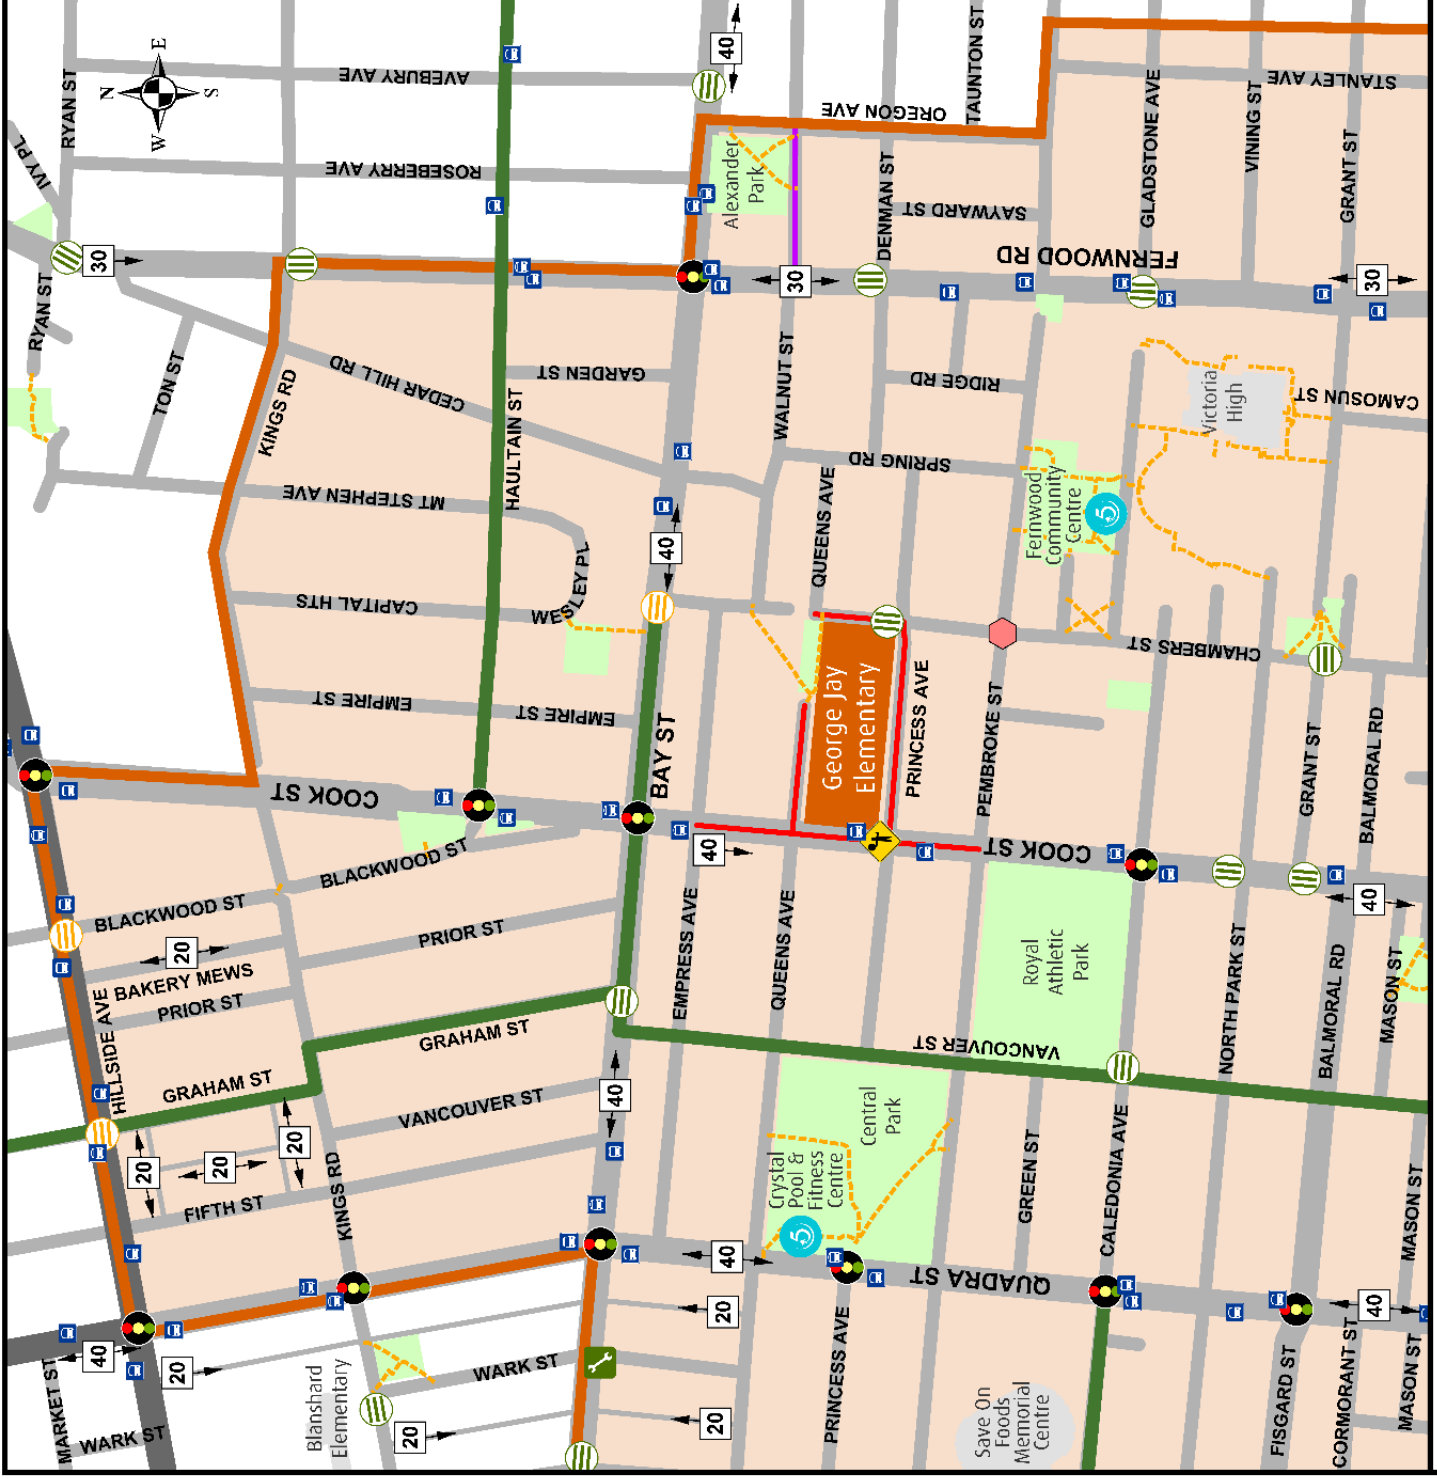 IVY PL
RYAN ST
AVEBURY AVE
ROSEBERRY AVE
N
E
S
W
40
TAUNTON ST
OREGON AVE
STANLEY AVE
GLADSTONE AVE
VINING ST
GRANT ST
Alexander
Park
DENMAN ST
SAYWARD ST
FERNWOOD RD
30
30
30
RYAN ST
TON ST
KINGS RD
CEDAR HILL RD
HAULTAIN ST
GARDEN ST
WALNUT ST
RIDGE RD
SPRING RD
Victoria
High
CAMOSUN ST
MT STEPHEN AVE
CAPITAL HTS
WESLEY PL
40
QUEENS AVE
Fernwood
Community
Centre
5
CHAMBERS ST
EMPIRE ST
EMPIRE ST
BAY ST
George Jay
Elementary
PRINCESS AVE
PEMBROKE ST
GRANT ST
BALMORAL RD
COOK ST
COOK ST
40
40
BLACKWOOD ST
BLACKWOOD ST
20
BAKERY MEWS
PRIOR ST
PRIOR ST
EMPRESS AVE
QUEENS AVE
Royal
Athletic
Park
NORTH PARK ST
BALMORAL RD
MASON ST
HILLSIDE AVE
GRAHAM ST
GRAHAM ST
VANCOUVER ST
VANCOUVER ST
40
20
20
20
FIFTH ST
KINGS RD
Crystal
Pool &
Fitness
Centre
5
Central
Park
GREEN ST
CALEDONIA AVE
MASON ST
QUADRA ST
40
40
40
20
20
20
20
MARKET ST
WARK ST
WARK ST
Blanshard
Elementary
PRINCESS AVE
Save On
Foods
Memorial
Centre
FISGARD ST
CORMORANT ST
MASON ST